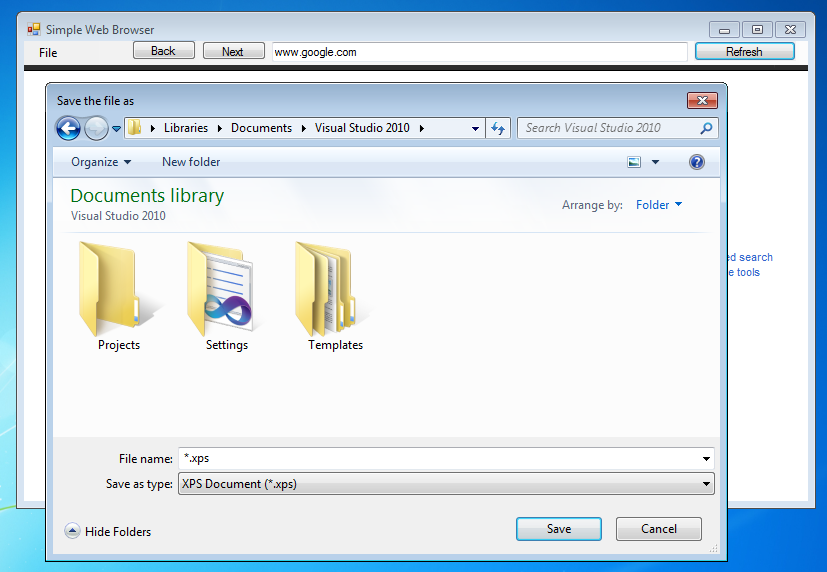 Simple Web Browser
File Back Next www.google.com Refresh
Save the file as
Libraries Documents Visual Studio 2010 Search Visual Studio 2010
Organize New folder
Documents library
Visual Studio 2010
Arrange by: Folder
ed search
e tools
Projects Settings Templates
File name: *.xps
Save as type: XPS Document (*.xps)
Hide Folders Save Cancel